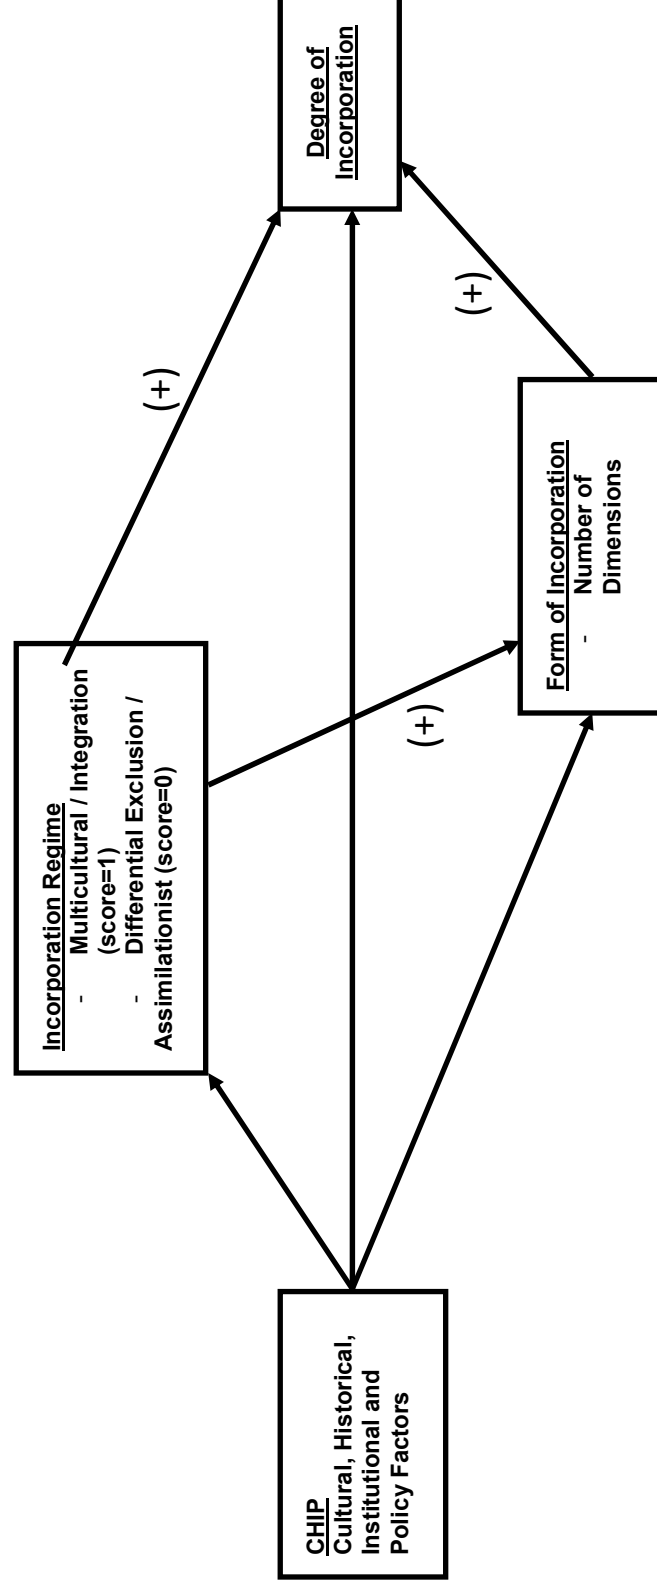 CHIP
Cultural, Historical,
Institutional and
Policy Factors
Incorporation Regime
- Multicultural / Integration
(score=1)
- Differential Exclusion /
Assimilationist (score=0)
(+)
(+)
Form of Incorporation
- Number of
Dimensions
(+)
Degree of
Incorporation